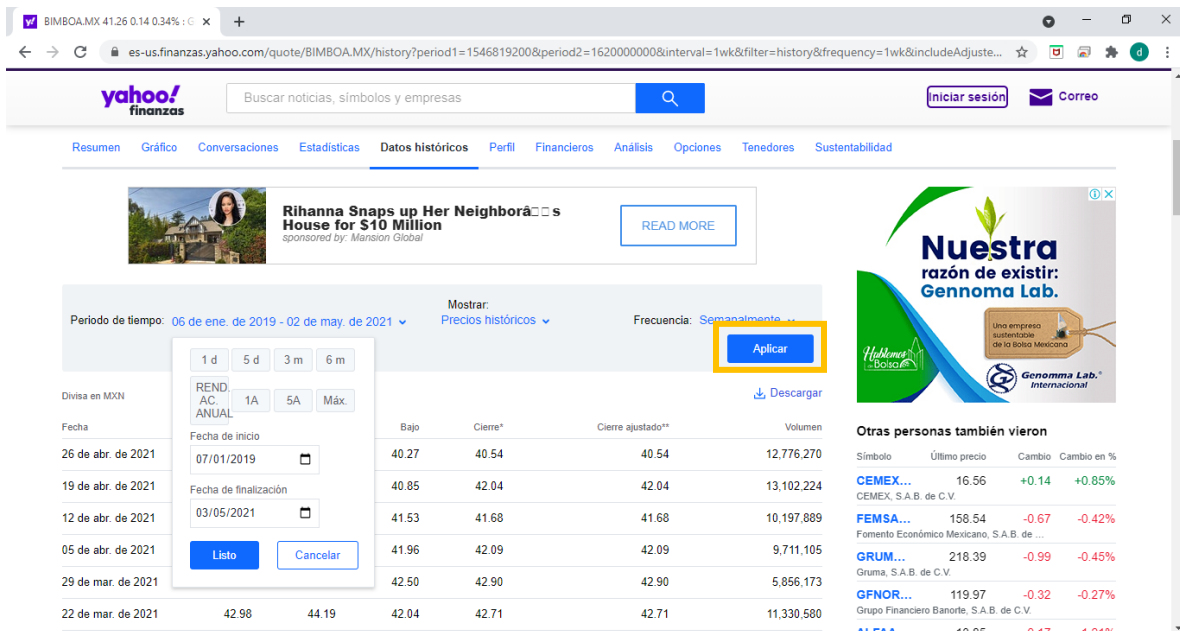 BIMBOA.MX 41.26 0.14 0.34% : G
es-us.finanzas.yahoo.com/quote/BIMBOA.MX/history?period1=1546819200&period2=1620000000&interval=1wk&filter=history&frequency=1wk&includeAdjuste...
d
yahoo!
finanzas
Buscar noticias, símbolos y empresas
Iniciar sesión
Correo
Resumen Gráfico Conversaciones Estadísticas Datos históricos Perfil Financieros Análisis Opciones Tenedores Sustentabilidad
Rihanna Snaps up Her Neighborâ□□s
House for $10 Million
sponsored by: Mansion Global
READ MORE
Nuestra
razón de existir:
Gennoma Lab.
Una empresa
sustentable
de la Bolsa Mexicana
Hablemos
de Bolsa
Genomma Lab.®
Internacional
Periodo de tiempo: 06 de ene. de 2019 - 02 de may. de 2021
Mostrar:
Precios históricos
Frecuencia: Semanalmente
Aplicar
1 d 5 d 3 m 6 m
REND.
AC.
ANUAL
1A 5A Máx.
Fecha de inicio
07/01/2019
Fecha de finalización
03/05/2021
Listo Cancelar
Divisa en MXN
Descargar
Fecha Bajo Cierre* Cierre ajustado** Volumen
26 de abr. de 2021 40.27 40.54 40.54 12,776,270
19 de abr. de 2021 40.85 42.04 42.04 13,102,224
12 de abr. de 2021 41.53 41.68 41.68 10,197,889
05 de abr. de 2021 41.96 42.09 42.09 9,711,105
29 de mar. de 2021 42.50 42.90 42.90 5,856,173
22 de mar. de 2021 42.98 44.19 42.04 42.71 42.71 11,330,580
Otras personas también vieron
Símbolo Último precio Cambio Cambio en %
CEMEX... 16.56 +0.14 +0.85%
CEMEX, S.A.B. de C.V.
FEMSA... 158.54 -0.67 -0.42%
Fomento Económico Mexicano, S.A.B. de ...
GRUM... 218.39 -0.99 -0.45%
Gruma, S.A.B. de C.V.
GFNOR... 119.97 -0.32 -0.27%
Grupo Financiero Banorte, S.A.B. de C.V.